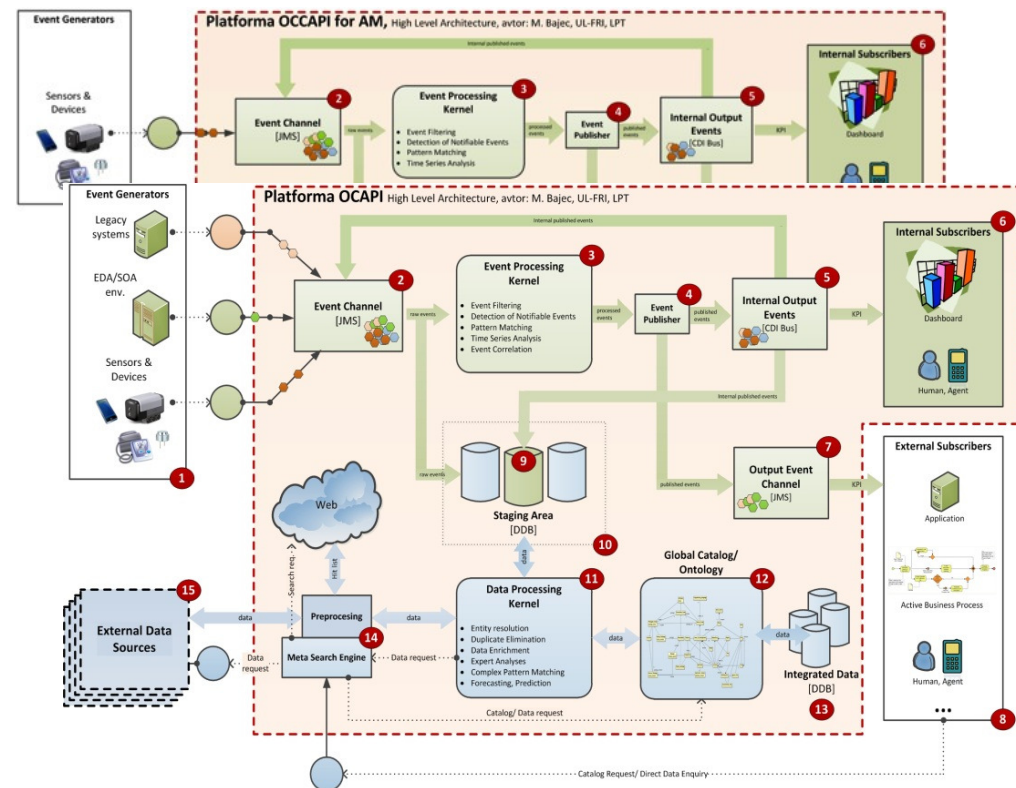 Event Generators
Platforma OCCAPI for AM, High Level Architecture, avtor: M. Bajec, UL-FRI, LPT
Internal published events
6
Internal Subscribers
Sensors &
Devices
2
Event Channel
[JMS]
raw events
3
Event Processing
Kernel
• Event Filtering
• Detection of Notifiable Events
• Pattern Matching
• Time Series Analysis
processed
events
4
Event
Publisher
published
events
5
Internal Output
Events
[CDI Bus]
KPI
Dashboard
Event Generators
Platforma OCAPI High Level Architecture, avtor: M. Bajec, UL-FRI, LPT
Legacy
systems
EDA/SOA
env.
Sensors &
Devices
1
Internal published events
2
Event Channel
[JMS]
raw events
3
Event Processing
Kernel
• Event Filtering
• Detection of Notifiable Events
• Pattern Matching
• Time Series Analysis
• Event Correlation
processed
events
4
Event
Publisher
published
events
5
Internal Output
Events
[CDI Bus]
KPI
6
Internal Subscribers
Dashboard
Human, Agent
Internal published events
raw events
9
Staging Area
[DDB]
10
published events
7
Output Event
Channel
[JMS]
KPI
External Subscribers
Application
Active Business Process
Human, Agent
...
8
Web
Search req.
Hit list
data
15
External Data
Sources
data
Data
request
Preprocesing
14
Meta Search Engine
data
Data request
11
Data Processing
Kernel
• Entity resolution
• Duplicate Elimination
• Data Enrichment
• Expert Analyses
• Complex Pattern Matching
• Forecasting, Prediction
data
Global Catalog/
Ontology
12
data
Integrated Data
[DDB]
13
Catalog/ Data request
Catalog Request/ Direct Data Enquiry